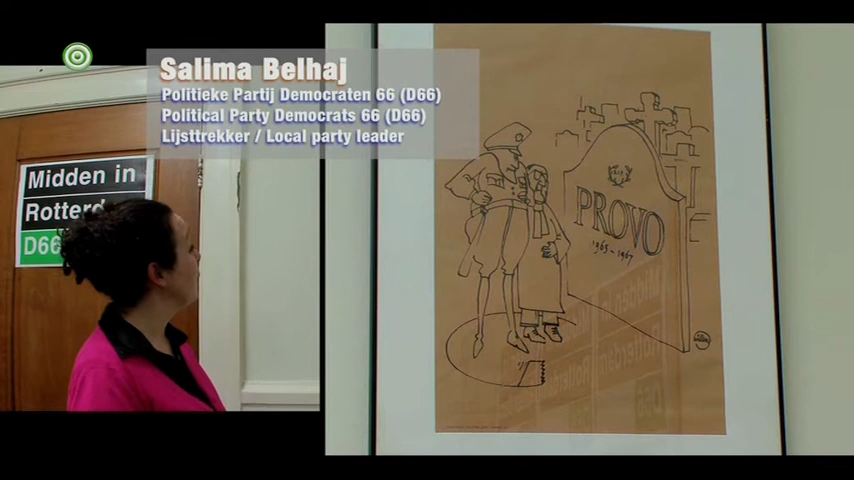 Salima Belhaj
Politieke Partij Democraten 66 (D66)
Political Party Democrats 66 (D66)
Lijsttrekker / Local party leader
Midden in
Rotterd
D66
PROVO
1965-1967